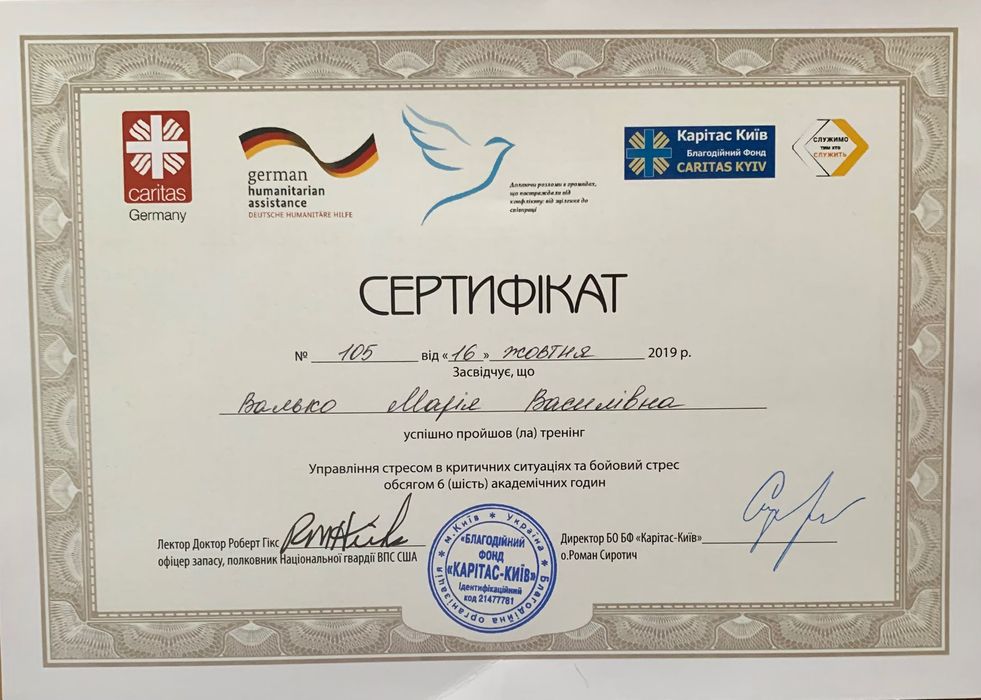 caritas
Germany
german
humanitarian
assistance
DEUTSCHE HUMANITÄRE HILFE
Долаючи розломи в громадах,
що постраждали від
конфлікту: від зцілення до
співпраці
Карітас Київ
Благодійний Фонд
CARITAS KYIV
СЛУЖИМО
ТИМ ХТО
СЛУЖИТЬ
СЕРТИФІКАТ
№ 105 від « 16 » жовтня 2019 р.
Засвідчує, що
Валько Марія Василівна
успішно пройшов (ла) тренінг
Управління стресом в критичних ситуаціях та бойовий стрес
обсягом 6 (шість) академічних годин
Лектор Доктор Роберт Гікс
офіцер запасу, полковник Національної гвардії ВПС США
м.Київ * Україна * Благодійна організація *
«БЛАГОДІЙНИЙ
ФОНД
«КАРІТАС-КИЇВ»
Ідентифікаційний
код 21477781
Директор БО БФ «Карітас-Київ»
о.Роман Сиротич